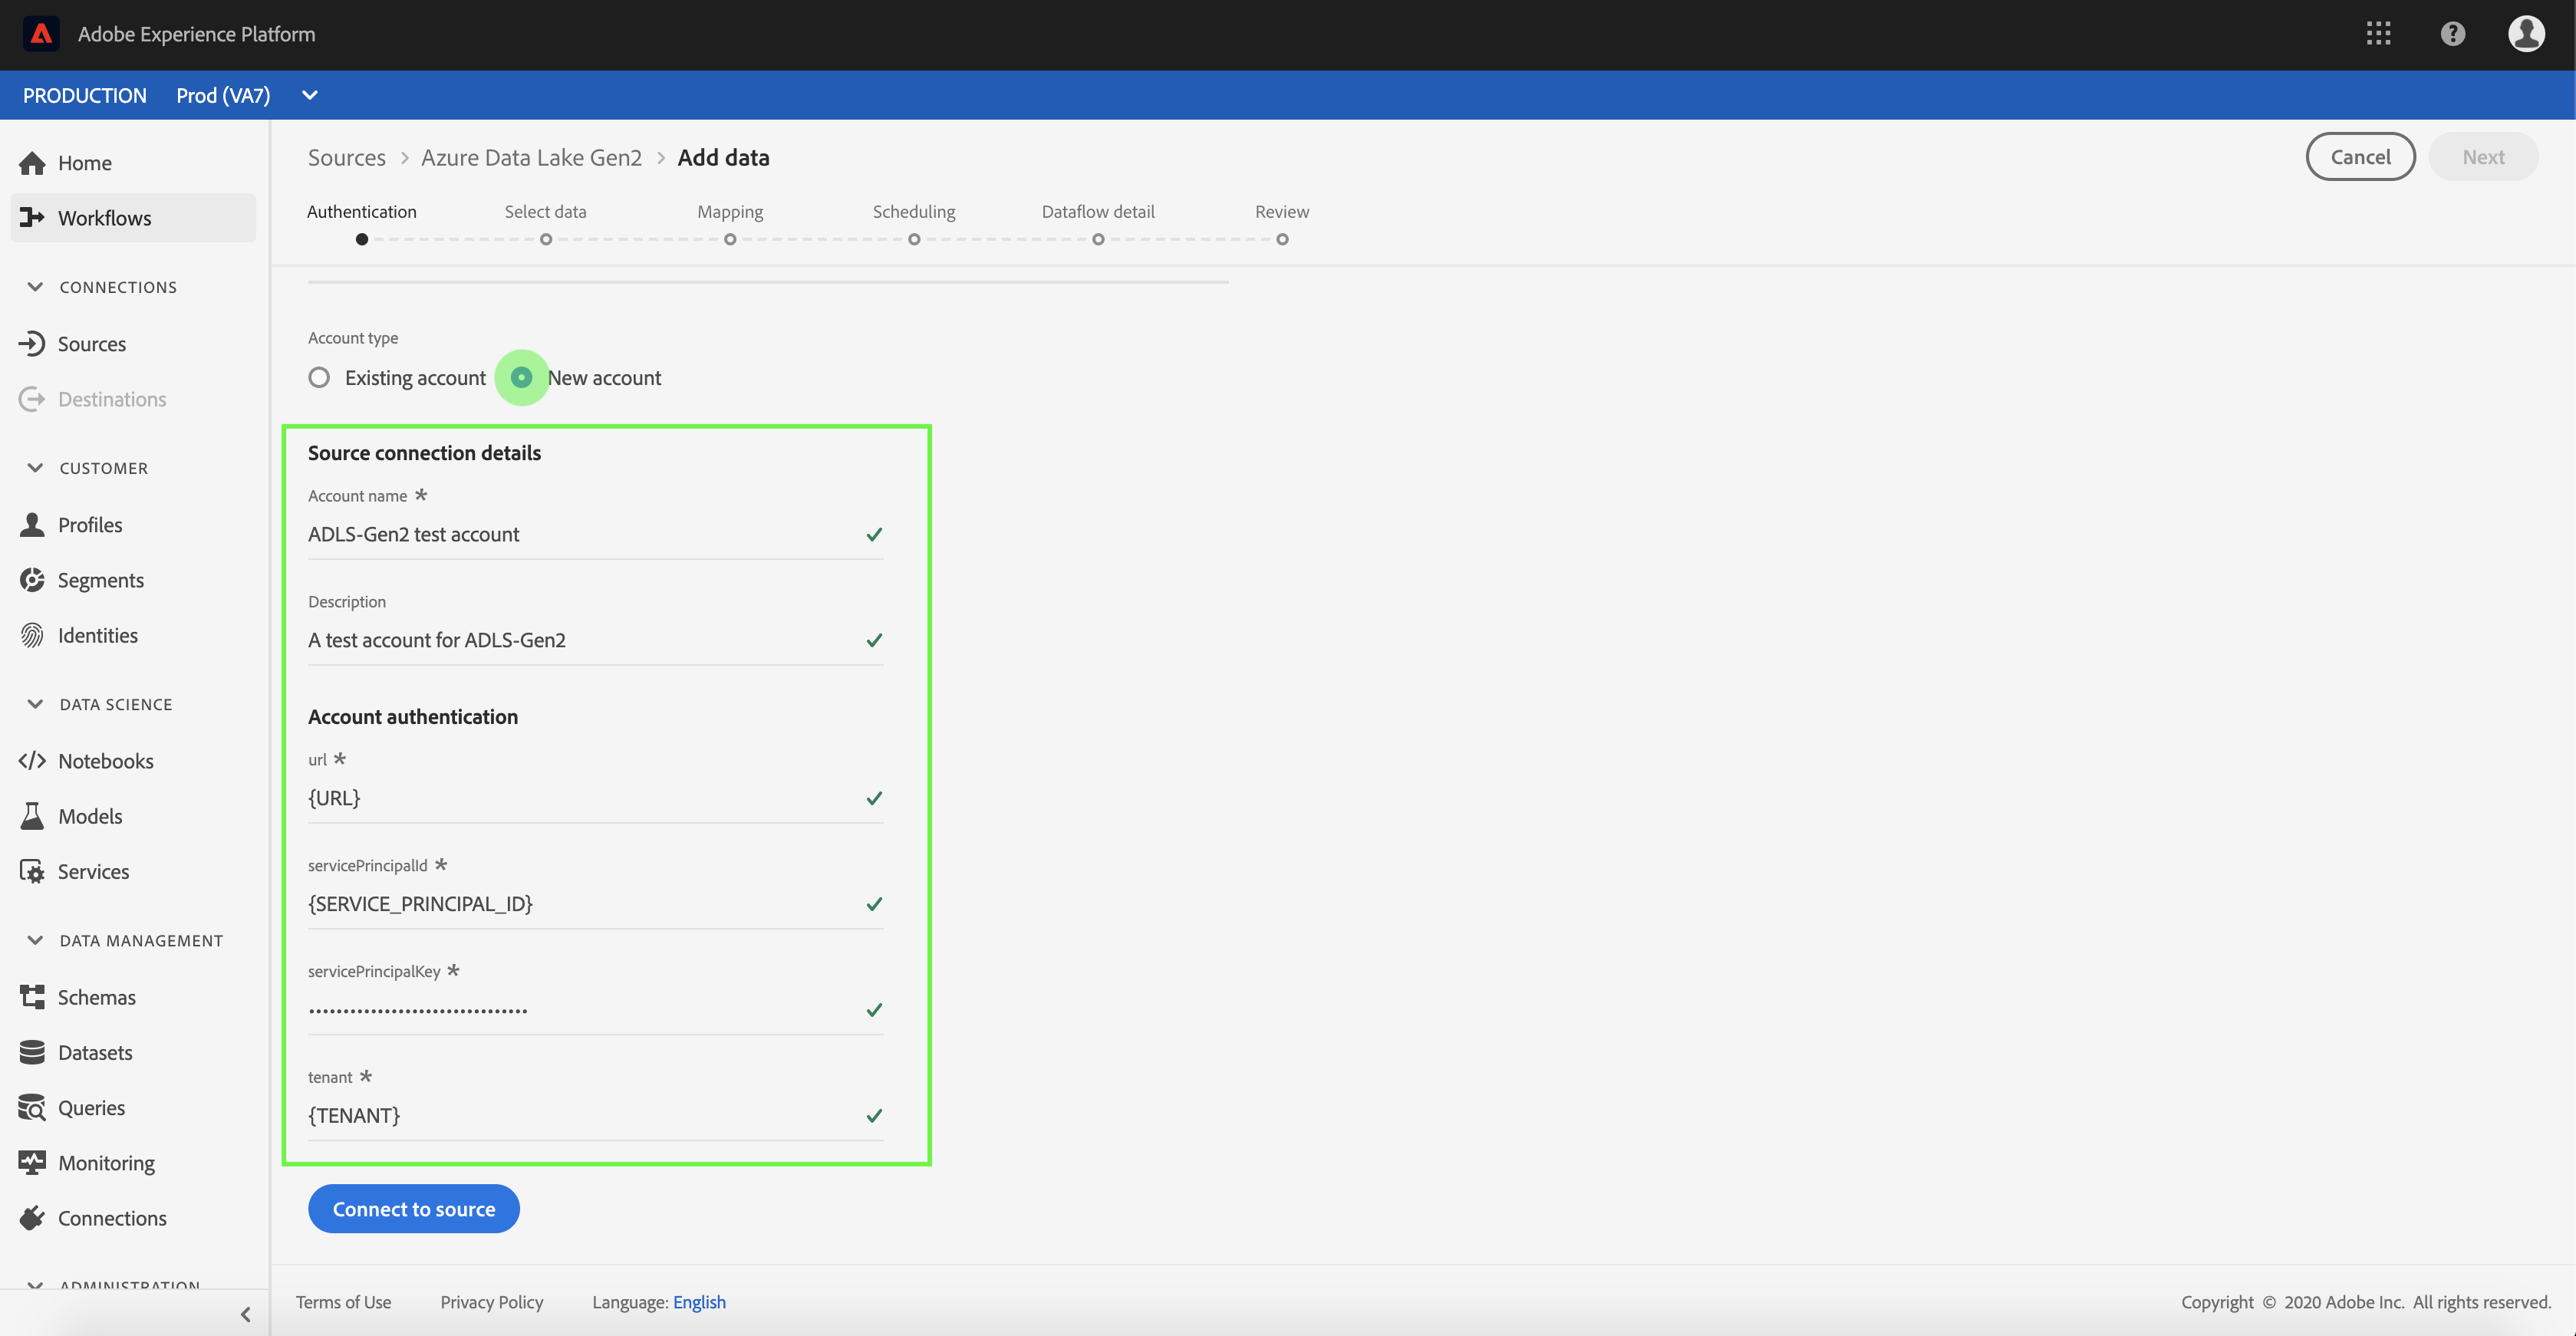 Adobe Experience Platform
PRODUCTION Prod (VA7)
Home
Workflows
CONNECTIONS
Sources
Destinations
CUSTOMER
Profiles
Segments
Identities
DATA SCIENCE
Notebooks
Models
Services
DATA MANAGEMENT
Schemas
Datasets
Queries
Monitoring
Connections
ADMINISTRATION
Sources > Azure Data Lake Gen2 > Add data
Cancel
Next
Authentication Select data Mapping Scheduling Dataflow detail Review
Account type
Existing account New account
Source connection details
Account name *
ADLS-Gen2 test account
Description
A test account for ADLS-Gen2
Account authentication
url *
{URL}
servicePrincipalId *
{SERVICE_PRINCIPAL_ID}
servicePrincipalKey *
••••••••••••••••••••••••••••••••
tenant *
{TENANT}
Connect to source
Terms of Use Privacy Policy Language: English
Copyright © 2020 Adobe Inc. All rights reserved.